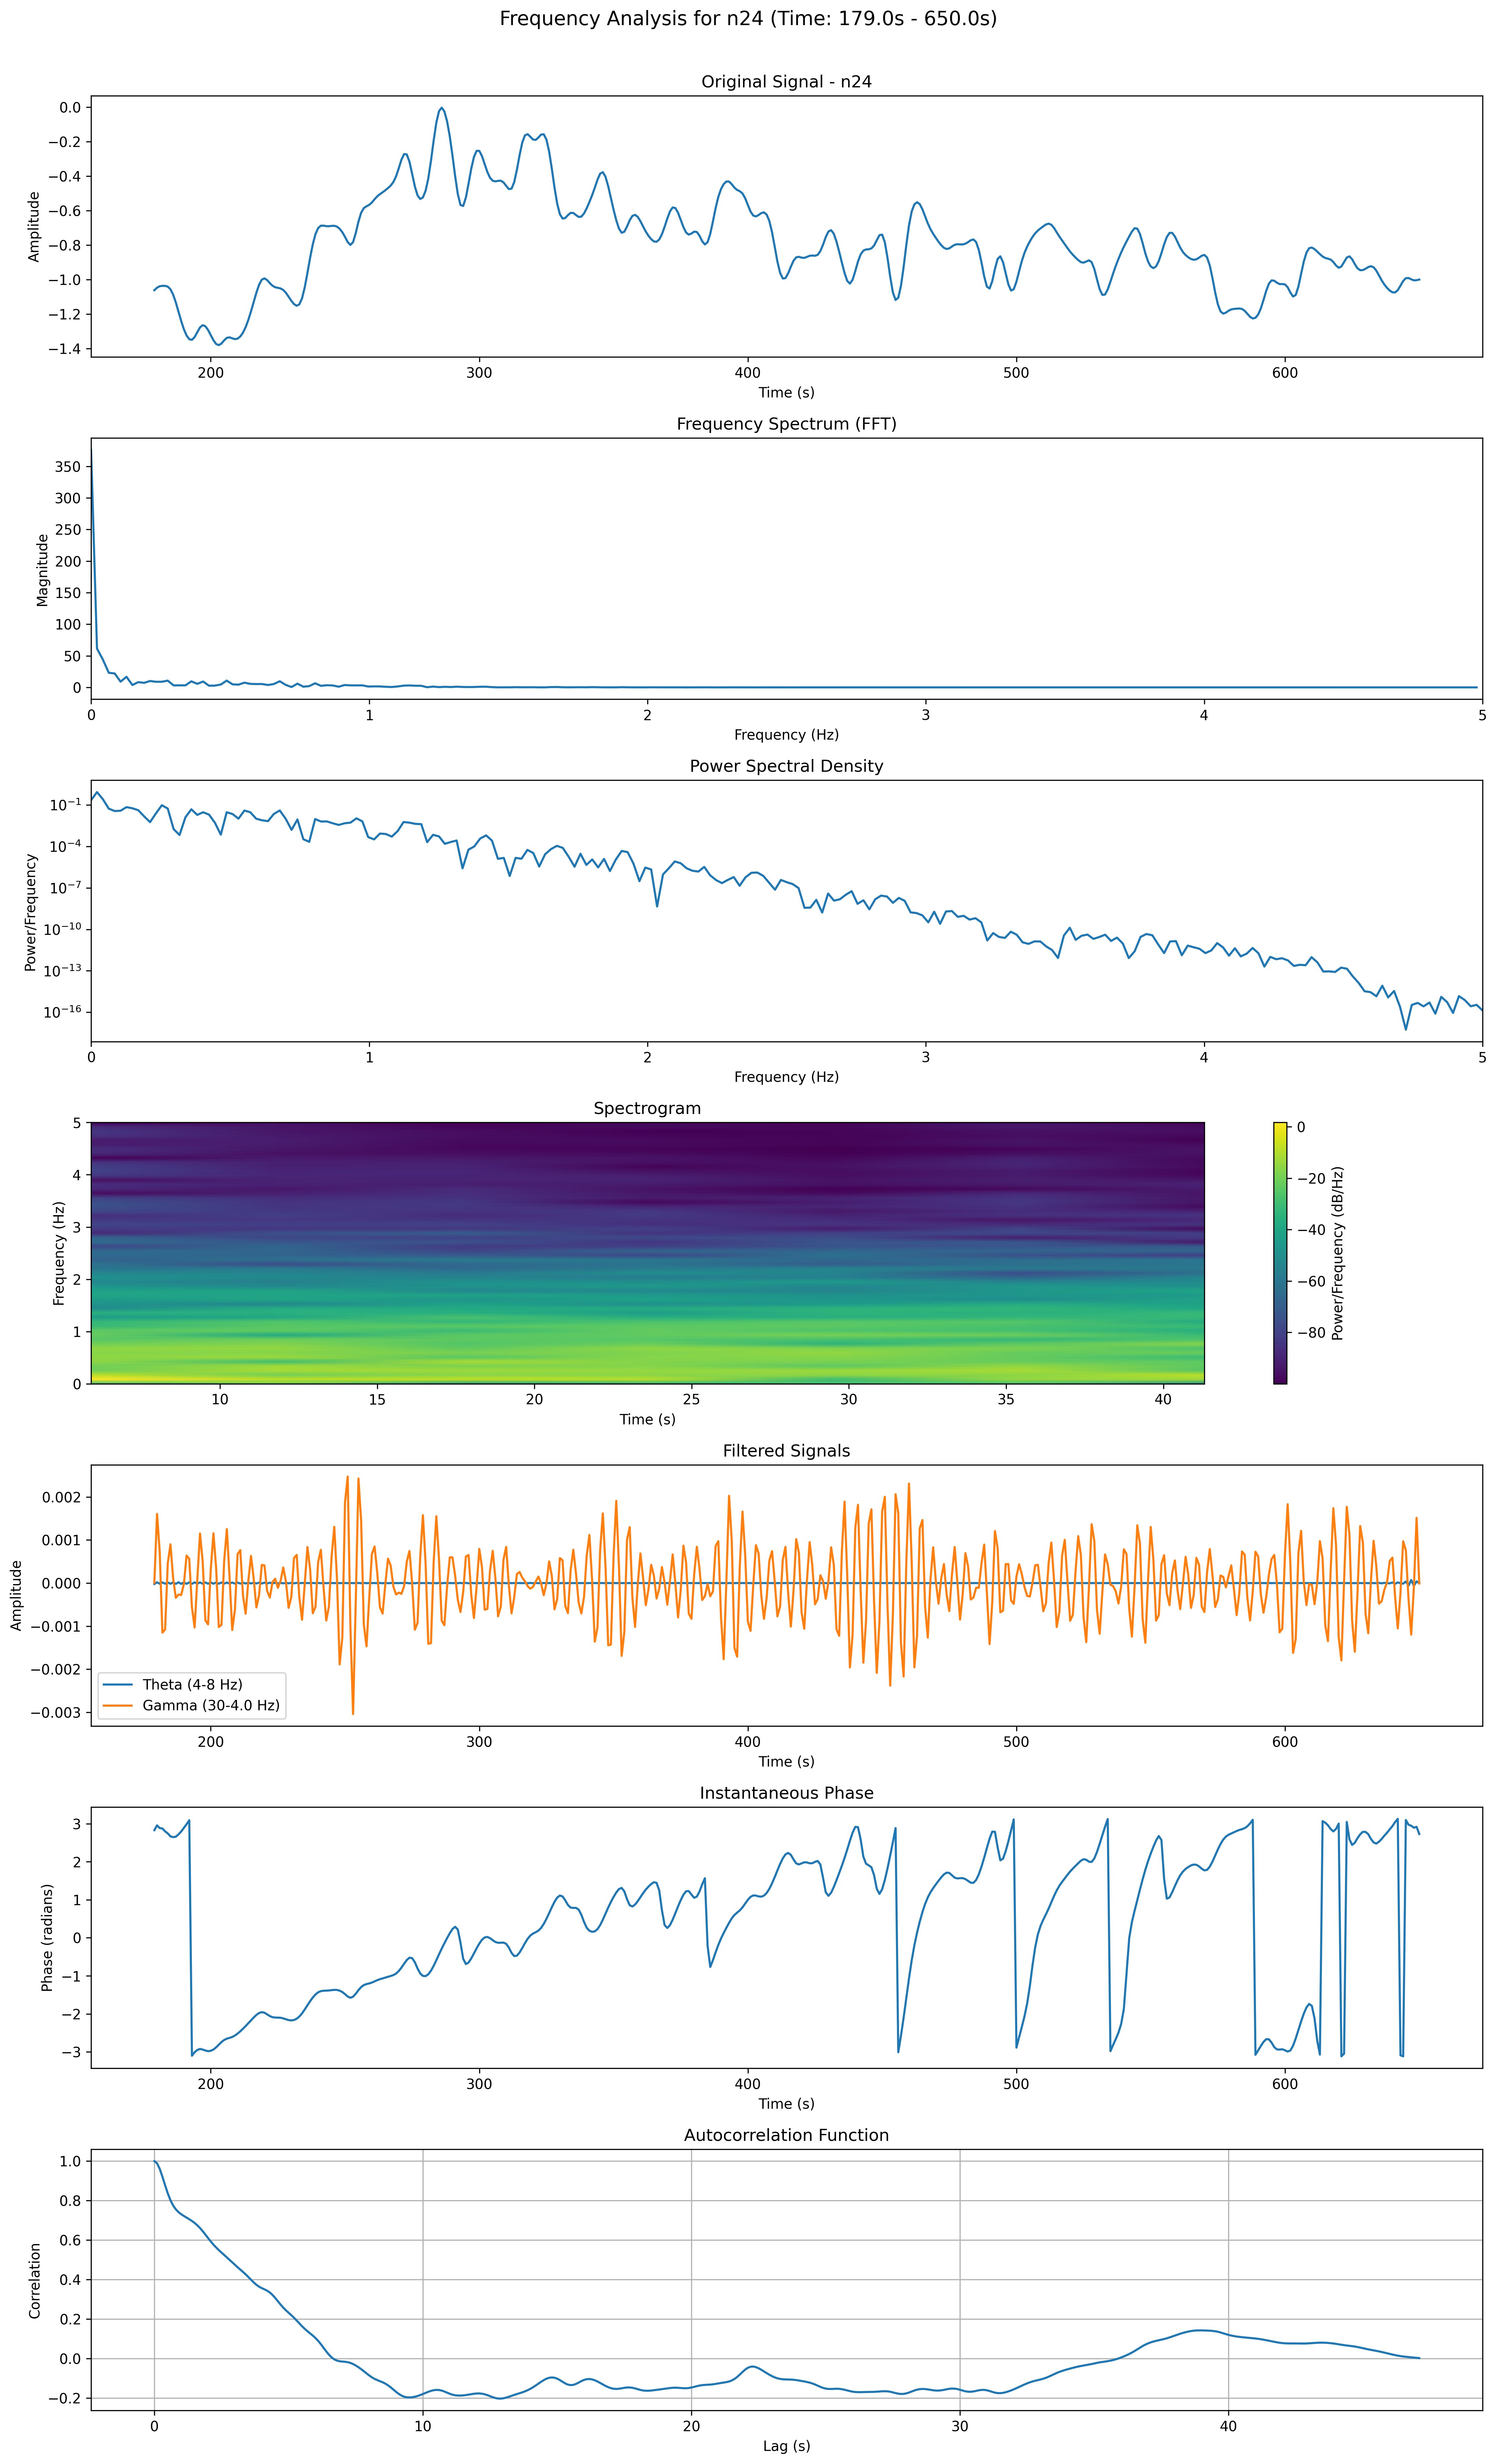 Frequency Analysis for n24 (Time: 179.0s - 650.0s)
Original Signal - n24
0.0
−0.2
−0.4
−0.6
−0.8
−1.0
−1.2
−1.4
Amplitude
200 300 400 500 600
Time (s)
Frequency Spectrum (FFT)
350
300
250
200
150
100
50
0
Magnitude
0 1 2 3 4 5
Frequency (Hz)
Power Spectral Density
10⁻¹
10⁻⁴
10⁻⁷
10⁻¹⁰
10⁻¹³
10⁻¹⁶
Power/Frequency
0 1 2 3 4 5
Frequency (Hz)
Spectrogram
5
4
3
2
1
0
Frequency (Hz)
10 15 20 25 30 35 40
Time (s)
0
−20
−40
−60
−80
Power/Frequency (dB/Hz)
Filtered Signals
0.002
0.001
0.000
−0.001
−0.002
−0.003
Amplitude
Theta (4-8 Hz)
Gamma (30-4.0 Hz)
200 300 400 500 600
Time (s)
Instantaneous Phase
3
2
1
0
−1
−2
−3
Phase (radians)
200 300 400 500 600
Time (s)
Autocorrelation Function
1.0
0.8
0.6
0.4
0.2
0.0
−0.2
Correlation
0 10 20 30 40
Lag (s)